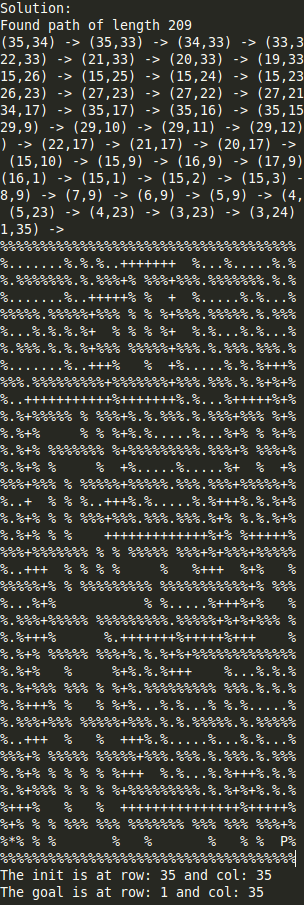 Solution:
Found path of length 209
(35,34) -> (35,33) -> (34,33) -> (33,3
22,33) -> (21,33) -> (20,33) -> (19,33
15,26) -> (15,25) -> (15,24) -> (15,23
26,23) -> (27,23) -> (27,22) -> (27,21
34,17) -> (35,17) -> (35,16) -> (35,15
29,9) -> (29,10) -> (29,11) -> (29,12)
) -> (22,17) -> (21,17) -> (20,17) ->
(15,10) -> (15,9) -> (16,9) -> (17,9)
(16,1) -> (15,1) -> (15,2) -> (15,3) -
8,9) -> (7,9) -> (6,9) -> (5,9) -> (4,
(5,23) -> (4,23) -> (3,23) -> (3,24)
1,35) ->
%%%%%%%%%%%%%%%%%%%%%%%%%%%%%%%%%%%%%
%.......%.%.%..+++++++  %...%.....%.%
%.%%%%%%%.%.%%%+% %%%+%%%.%%%%%%%.%.%
%.......%..+++++% %  +  %.%.....%...%
%%%%%.%%%%%+%%% % % %+%%%.%%%%%.%.%%%
%...%.%.%.%+  % % % %+  %.%...%.%...%
%.%%%.%.%.%+%%% %%%%%+%%%.%%%.%.%%%.%
%.......%..+++%   %  +%.....%.%.%+++%
%%%.%%%%%%%%%+%%%%%%%+%%%.%%%.%.%+%+%
%..+++++++++++%+++++++%.%...%+++++%+%
%.%+%%%%% % %%%+%.%.%%%.%.%%%+%%% %+%
%.%+%     % % %+%.%.....%...%+% % %+%
%.%+% %%%%%%% %+%%%%%%%%%.%%%+% %%%+%
%.%+% %     %  +%.....%.....%+  %  +%
%%%+%%% % %%%%%+%%%%%.%%%%%.%+%%% %+%
%..+  % % %..+++%.%.....%.%+++%.%.%+%
%.%+% % % %%%+%%%.%%%.%%%.%+% %.%.%+%
%.%+% % %    +++++++++++++%+% %+++++%
%%%+%%%%%%% % % %%%%% %%%+%+%%%+%%%%%
%..+++  % % % %     %   %+++  %+%   %
%%%%%+% % %%%%%%%%% %%%%%%%%%%%+% %%%
%...%+%           % %.....%+++%+%   %
%.%%%+%%%%% %%%%%%%%%.%%%%%+%+%+%%% %
%.%+++%      %.+++++++%+++++%+++    %
%.%+% %%%%% %%%+%.%.%+%+%%%%%%%%%%%%%
%.%+%   %     %+%.%.%+++    %...%.%.%
%.%+%%% %%% % %+%%%%%%%%% %%%.%.%.%.%
%.%+++% %   % %+%...%...%.% %.%.....%
%.%%%+%%% %%%%%+%%%.%.%.%%%%%.%%%%%.%
%..+++  % %    +++%.....%...%...%...%
%%%+% %%%%% %%%%%+%%%.%%%.%%%.%.%%%.%
%.%+% % % % % %+++  %.%...%.%+++%.%.%
%.%+% % % % % %+%%%%%%%%%.%.%+%+%.%.%
%+++%   %   %  +++++++++++++++%+++++%
%+% % % %%% %%% %%% %%%%%%% %%% %%%+%
%*% % %       %   %       %   % %  P%
%%%%%%%%%%%%%%%%%%%%%%%%%%%%%%%%%%%%%
The init is at row: 35 and col: 35
The goal is at row: 1 and col: 35